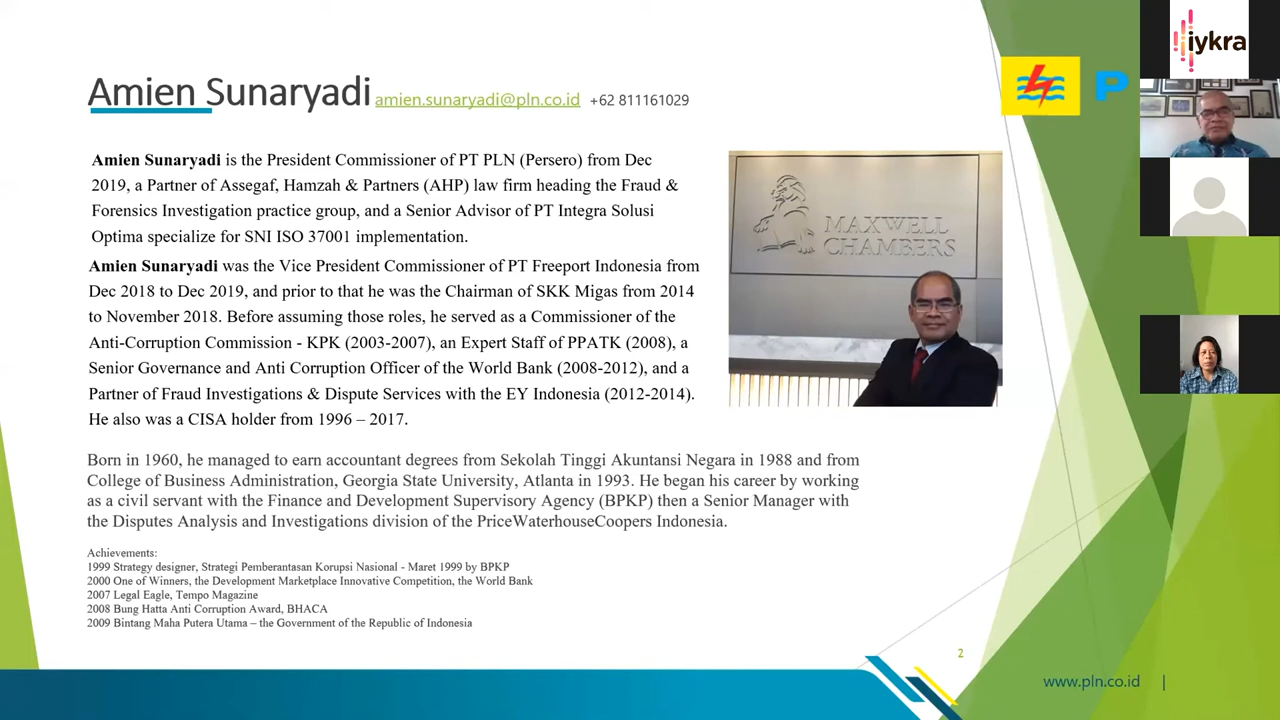 Amien Sunaryadi amien.sunaryadi@pln.co.id +62 811161029
Amien Sunaryadi is the President Commissioner of PT PLN (Persero) from Dec
2019, a Partner of Assegaf, Hamzah & Partners (AHP) law firm heading the Fraud &
Forensics Investigation practice group, and a Senior Advisor of PT Integra Solusi
Optima specialize for SNI ISO 37001 implementation.
Amien Sunaryadi was the Vice President Commissioner of PT Freeport Indonesia from
Dec 2018 to Dec 2019, and prior to that he was the Chairman of SKK Migas from 2014
to November 2018. Before assuming those roles, he served as a Commissioner of the
Anti-Corruption Commission - KPK (2003-2007), an Expert Staff of PPATK (2008), a
Senior Governance and Anti Corruption Officer of the World Bank (2008-2012), and a
Partner of Fraud Investigations & Dispute Services with the EY Indonesia (2012-2014).
He also was a CISA holder from 1996 – 2017.
Born in 1960, he managed to earn accountant degrees from Sekolah Tinggi Akuntansi Negara in 1988 and from
College of Business Administration, Georgia State University, Atlanta in 1993. He began his career by working
as a civil servant with the Finance and Development Supervisory Agency (BPKP) then a Senior Manager with
the Disputes Analysis and Investigations division of the PriceWaterhouseCoopers Indonesia.
Achievements:
1999 Strategy designer, Strategi Pemberantasan Korupsi Nasional - Maret 1999 by BPKP
2000 One of Winners, the Development Marketplace Innovative Competition, the World Bank
2007 Legal Eagle, Tempo Magazine
2008 Bung Hatta Anti Corruption Award, BHACA
2009 Bintang Maha Putera Utama – the Government of the Republic of Indonesia
MAXWELL
CHAMBERS
P
iykra
2
www.pln.co.id |